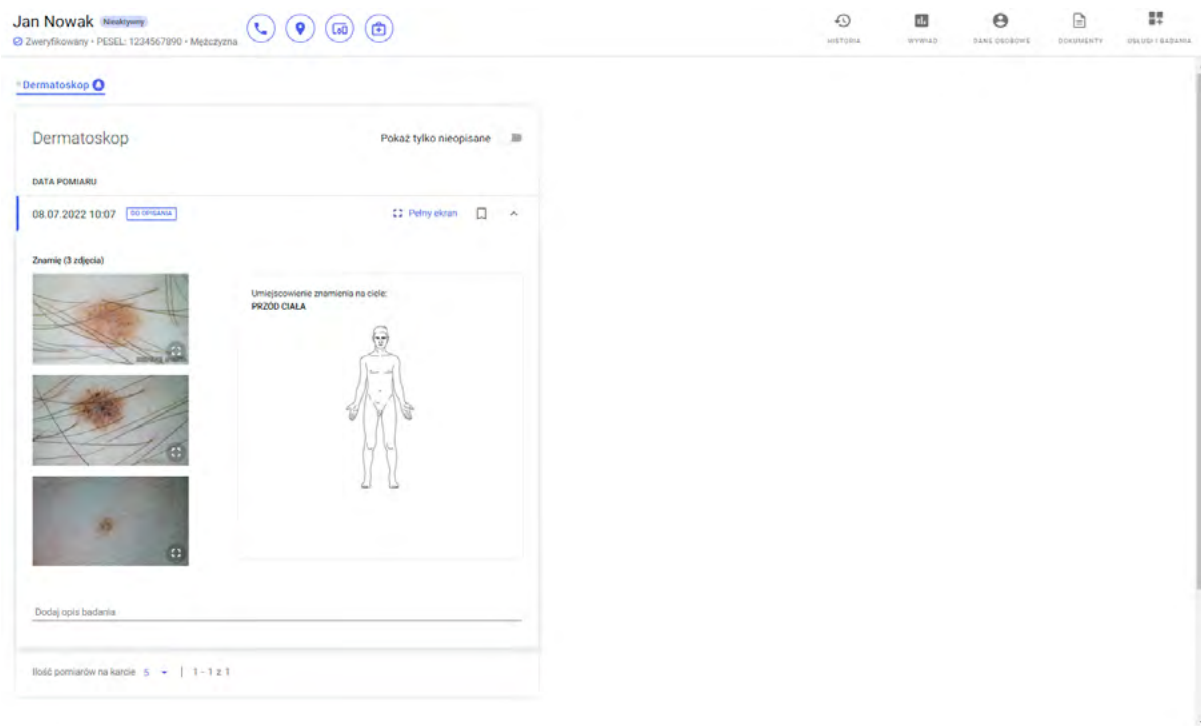 Jan Nowak Nieaktywny
Zweryfikowany • PESEL: 1234567890 • Mężczyzna
HISTORIA
WYWIAD
DANE OSOBOWE
DOKUMENTY
USŁUGI I BADANIA
Dermatoskop
Dermatoskop
Pokaż tylko nieopisane
DATA POMIARU
08.07.2022 10:07 DO OPISANIA Pełny ekran
Znamię (3 zdjęcia)
Umiejscowienie znamienia na ciele:
PRZÓD CIAŁA
Dodaj opis badania
Ilość pomiarów na karcie 5 | 1 - 1 z 1